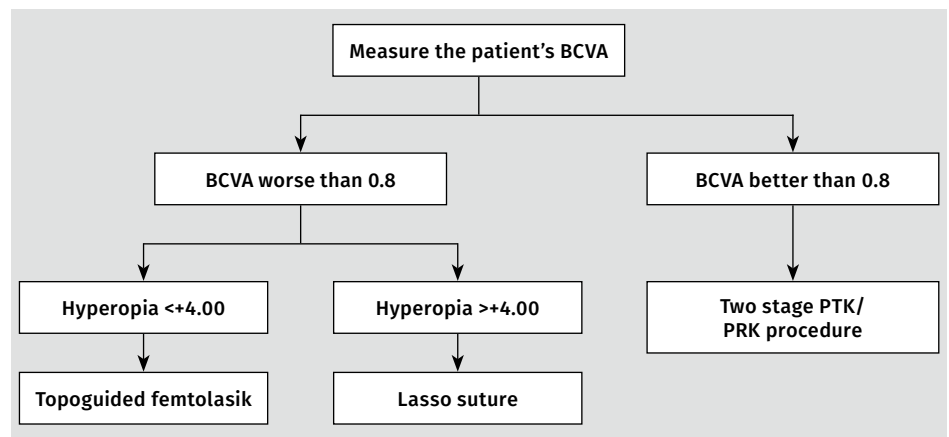 Measure the patient's BCVA
BCVA worse than 0.8
BCVA better than 0.8
Hyperopia <+4.00
Hyperopia >+4.00
Two stage PTK/
PRK procedure
Topoguided femtolasik
Lasso suture